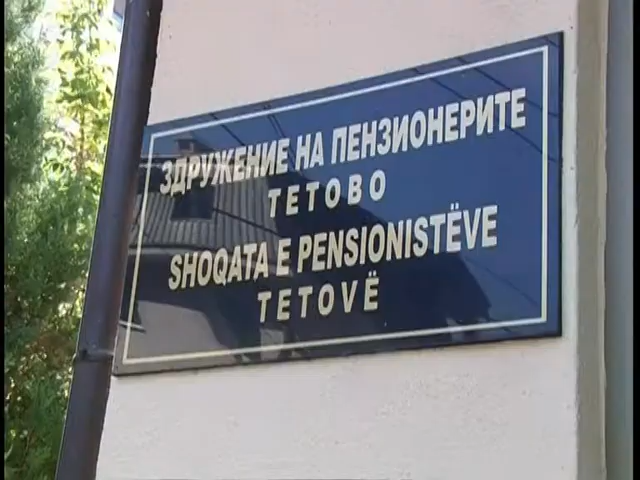 ЗДРУЖЕНИЕ НА ПЕНЗИОНЕРИТЕ
ТЕТОВО
SHOQATA E PENSIONISTËVE
TETOVË